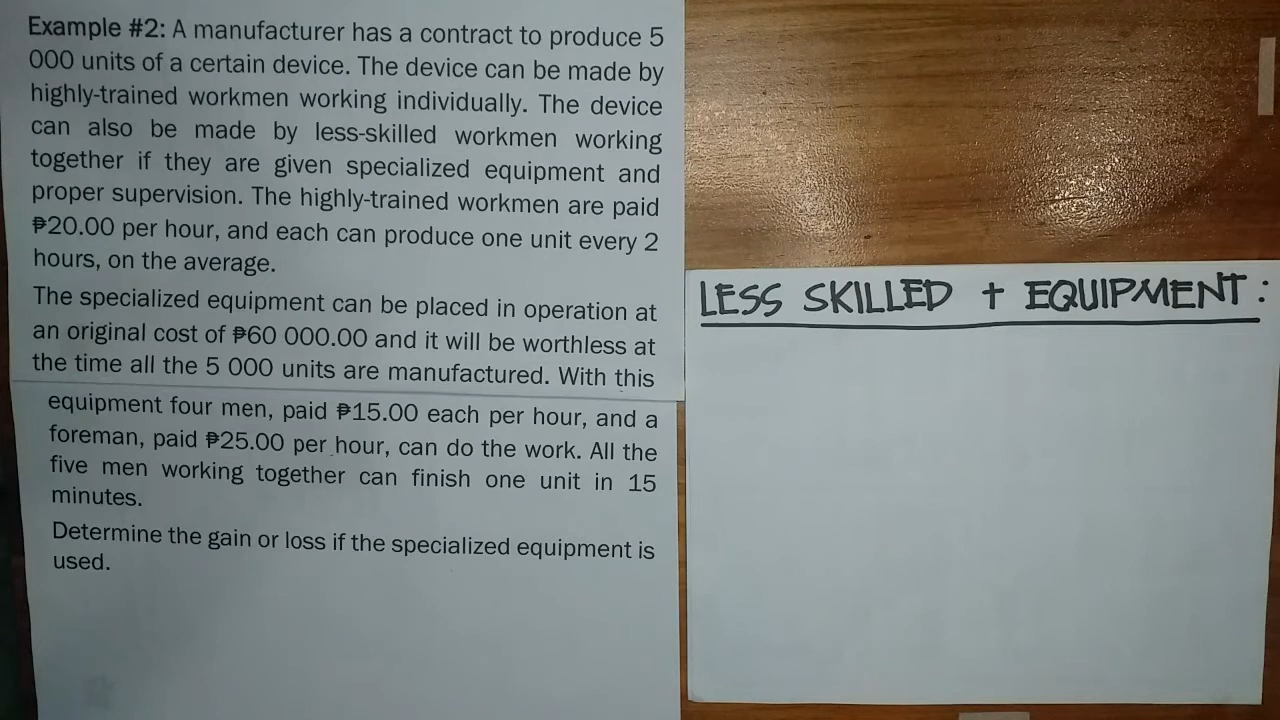 Example #2: A manufacturer has a contract to produce 5
000 units of a certain device. The device can be made by
highly-trained workmen working individually. The device
can also be made by less-skilled workmen working
together if they are given specialized equipment and
proper supervision. The highly-trained workmen are paid
₱20.00 per hour, and each can produce one unit every 2
hours, on the average.
The specialized equipment can be placed in operation at
an original cost of ₱60 000.00 and it will be worthless at
the time all the 5 000 units are manufactured. With this
equipment four men, paid ₱15.00 each per hour, and a
foreman, paid ₱25.00 per hour, can do the work. All the
five men working together can finish one unit in 15
minutes.
Determine the gain or loss if the specialized equipment is
used.
LESS SKILLED + EQUIPMENT: